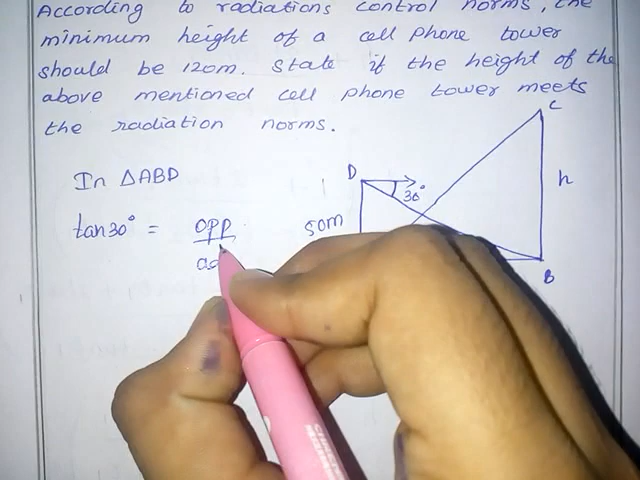 According to radiations control norms, the
minimum height of a cell phone tower
should be 120m. State if the height of the
above mentioned cell phone tower meets
the radiation norms.
C
In ΔABD
D
30°
h
tan30° = opp
50m
B